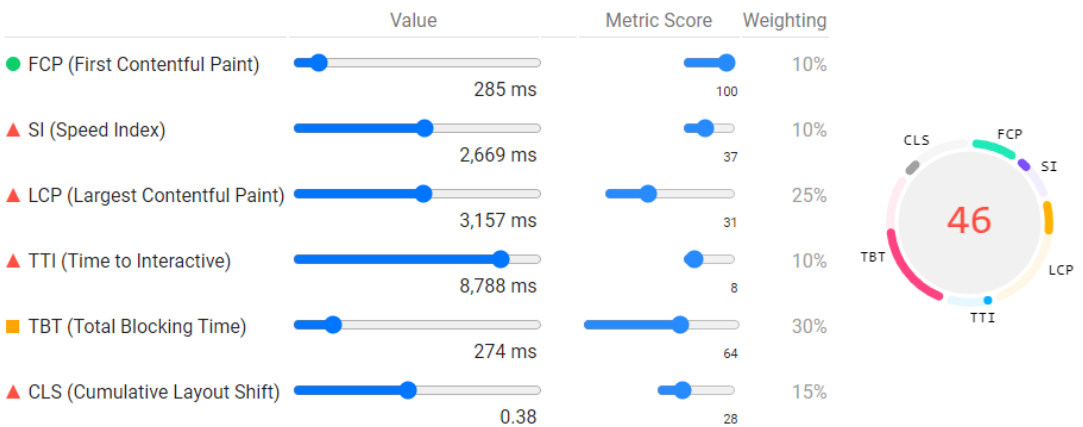 Value Metric Score Weighting
FCP (First Contentful Paint) 10%
285 ms 100
SI (Speed Index) 10%
2,669 ms 37
LCP (Largest Contentful Paint) 25%
3,157 ms 31
TTI (Time to Interactive) 10%
8,788 ms 8
TBT (Total Blocking Time) 30%
274 ms 64
CLS (Cumulative Layout Shift) 15%
0.38 28
CLS FCP
SI
46
TBT
LCP
TTI